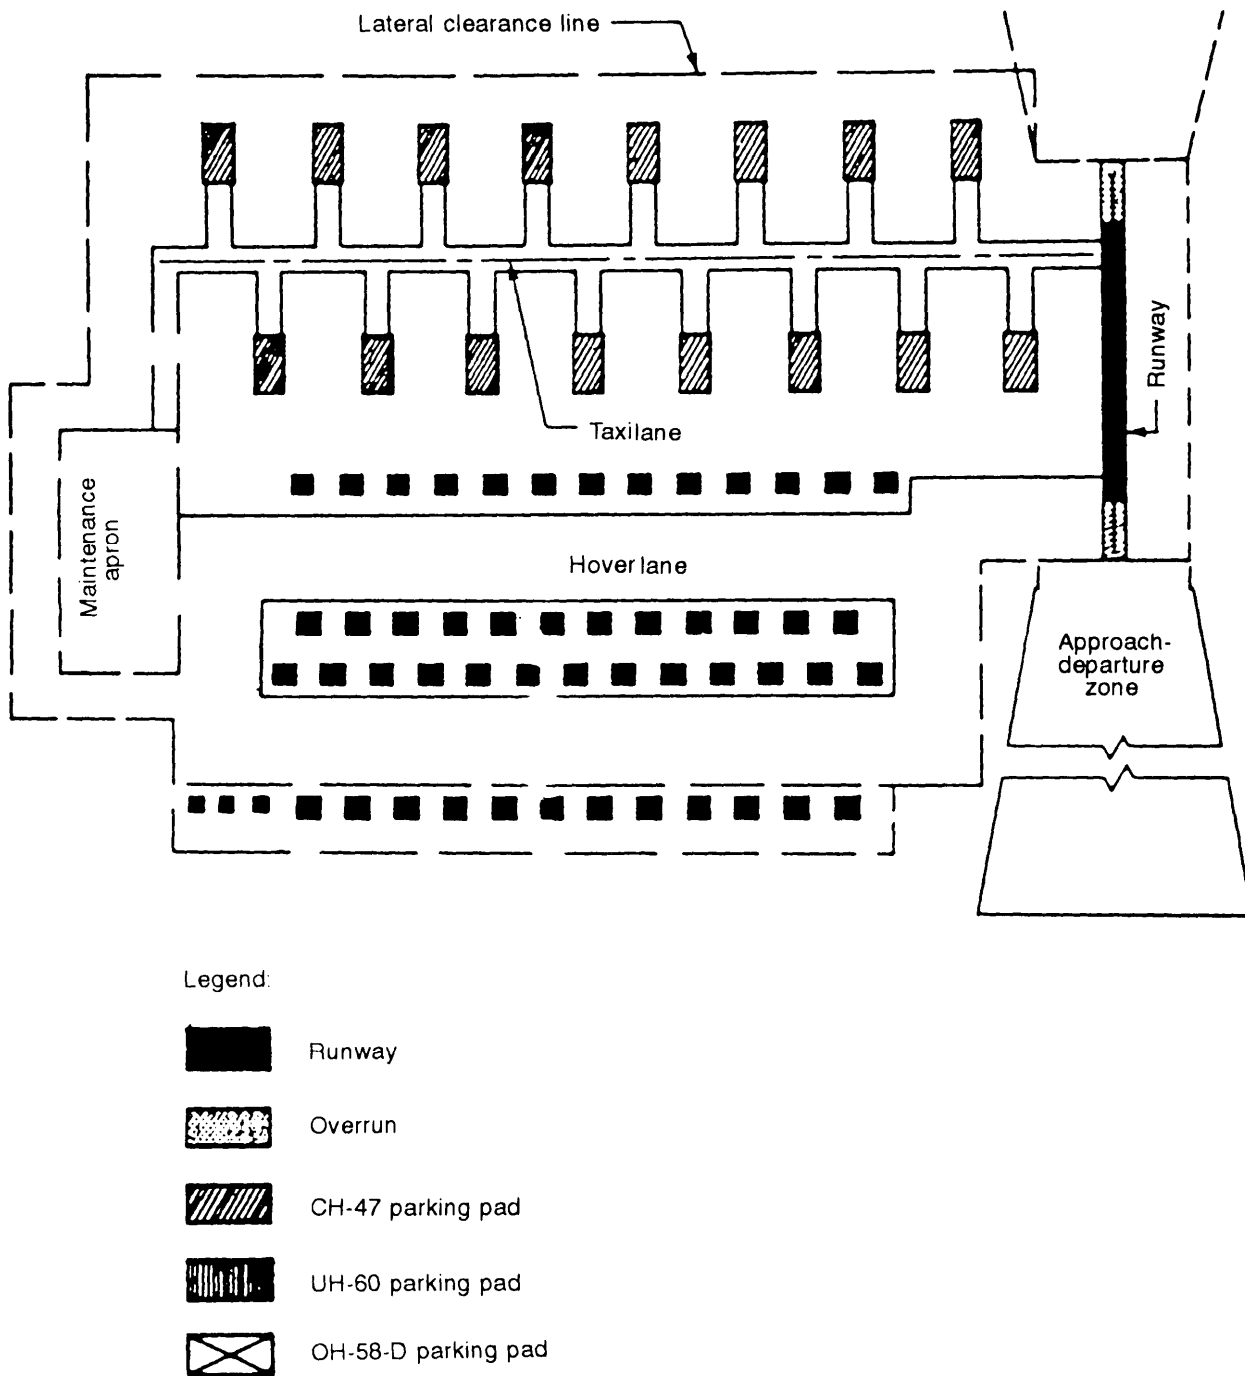 Lateral clearance line
Runway
Taxilane
Maintenance
apron
Hover lane
Approach-
departure
zone
Legend:
Runway
Overrun
CH-47 parking pad
UH-60 parking pad
OH-58-D parking pad